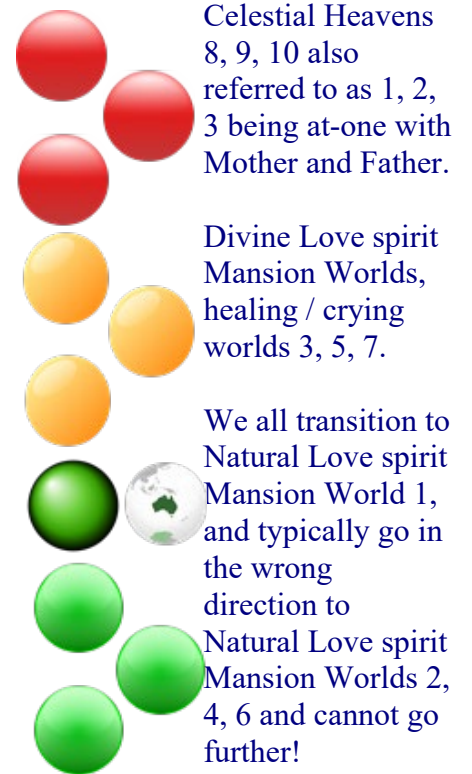 Celestial Heavens
8, 9, 10 also
referred to as 1, 2,
3 being at-one with
Mother and Father.
Divine Love spirit
Mansion Worlds,
healing / crying
worlds 3, 5, 7.
We all transition to
Natural Love spirit
Mansion World 1,
and typically go in
the wrong
direction to
Natural Love spirit
Mansion Worlds 2,
4, 6 and cannot go
further!